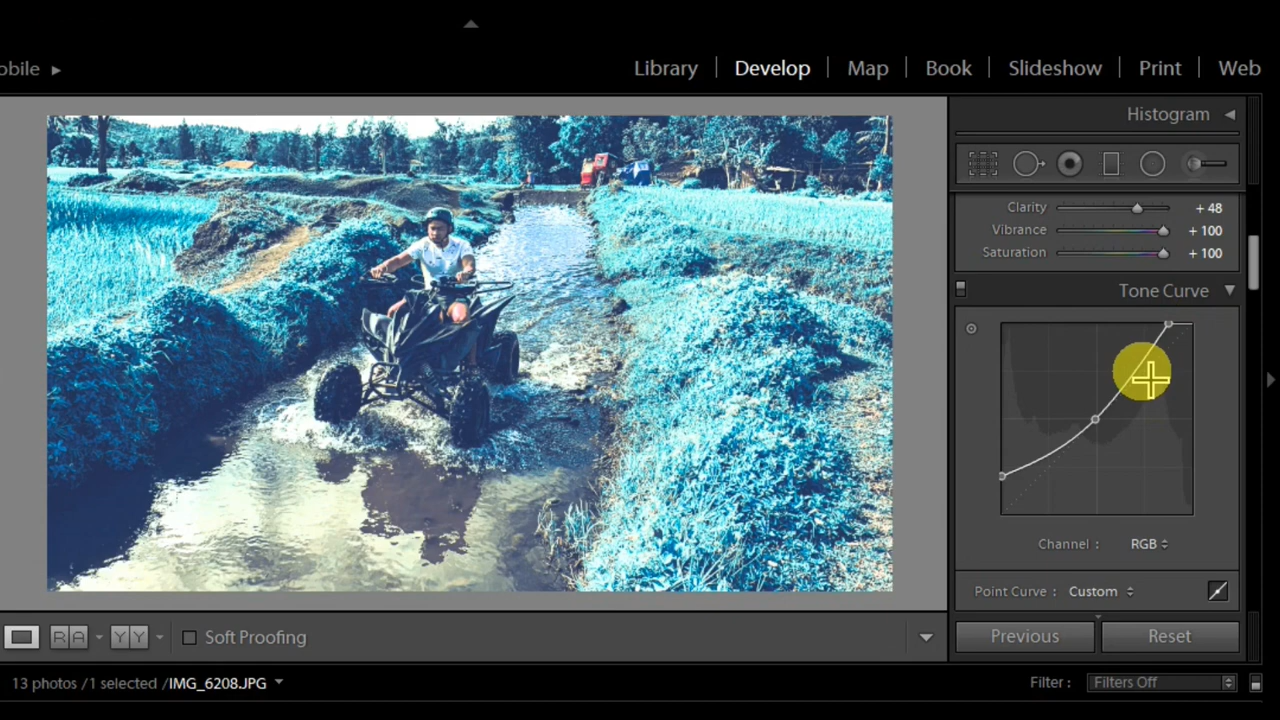 obile
Library Develop Map Book Slideshow Print Web
Histogram
Clarity + 48
Vibrance + 100
Saturation + 100
Tone Curve
Channel : RGB
Point Curve : Custom
Previous Reset
R A Y Y Soft Proofing
13 photos / 1 selected / IMG_6208.JPG Filter : Filters Off